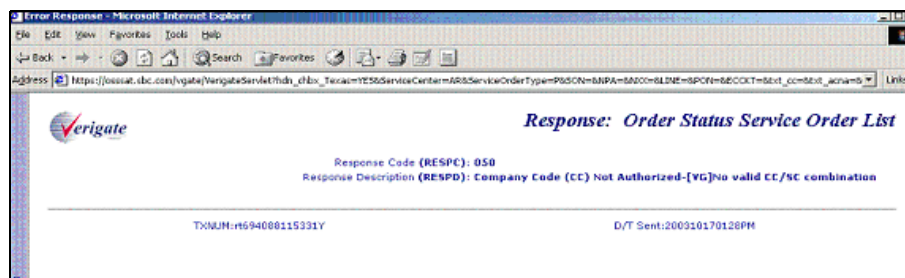 Error Response - Microsoft Internet Explorer
File Edit View Favorites Tools Help
Back Search Favorites
Address https://osssat.sbc.com/vgate/VerigateServlet?hdn_chbx_Texas=YES&ServiceCenter=AR&ServiceOrderType=P&SON=&NPA=&NXX=&LINE=&PON=&ECCKT=&txt_cc=&txt_acna=& Links
Verigate
Response: Order Status Service Order List
Response Code (RESPC): 050
Response Description (RESPD): Company Code (CC) Not Authorized-[VG]No valid CC/SC combination
TXNUM:rt694088115331Y
D/T Sent:200310170128PM